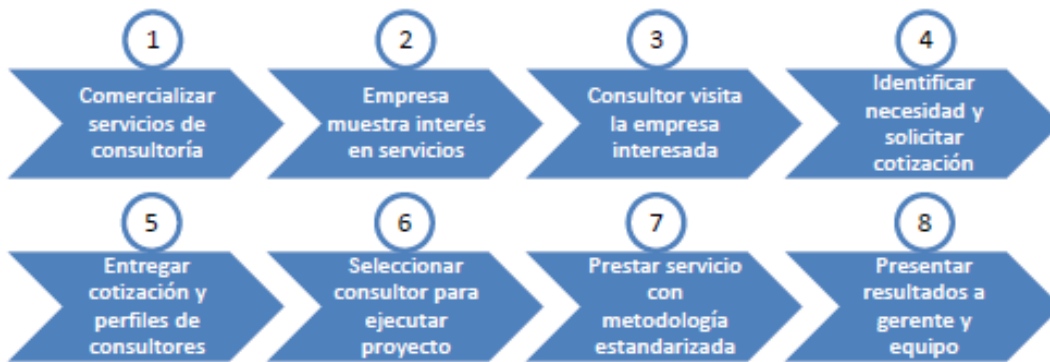 1
Comercializar
servicios de
consultoría
2
Empresa
muestra interés
en servicios
3
Consultor visita
la empresa
interesada
4
Identificar
necesidad y
solicitar
cotización
5
Entregar
cotización y
perfiles de
consultores
6
Seleccionar
consultor para
ejecutar
proyecto
7
Prestar servicio
con
metodología
estandarizada
8
Presentar
resultados a
gerente y
equipo